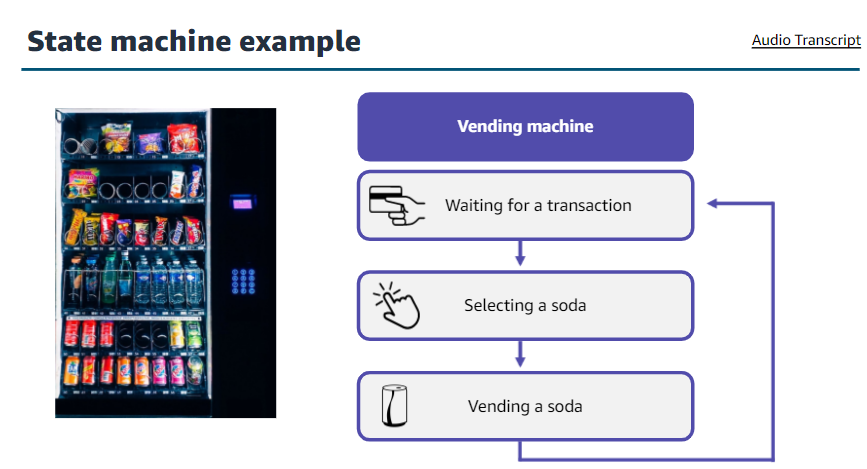 State machine example
Audio Transcript
Vending machine
Waiting for a transaction
Selecting a soda
Vending a soda